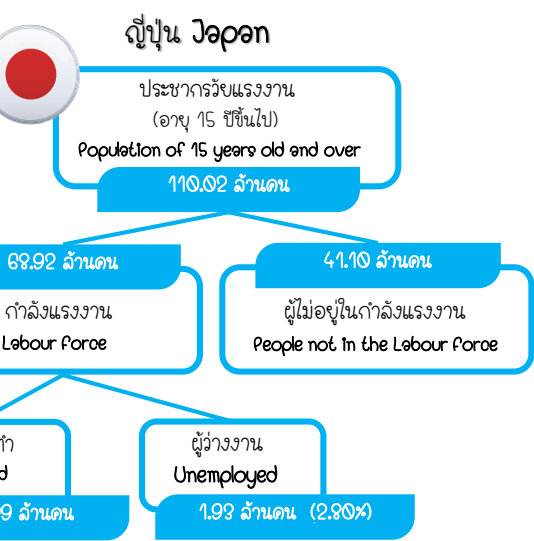 ญี่ปุ่น Japan
ประชากรวัยแรงงาน
(อายุ 15 ปีขึ้นไป)
Population of 15 years old and over
110.02 ล้านคน
68.92 ล้านคน
กำลังแรงงาน
Labour Force
41.10 ล้านคน
ผู้ไม่อยู่ในกำลังแรงงาน
People not in the Labour Force
ล้านคน
ผู้ว่างงาน
Unemployed
1.93 ล้านคน (2.80%)